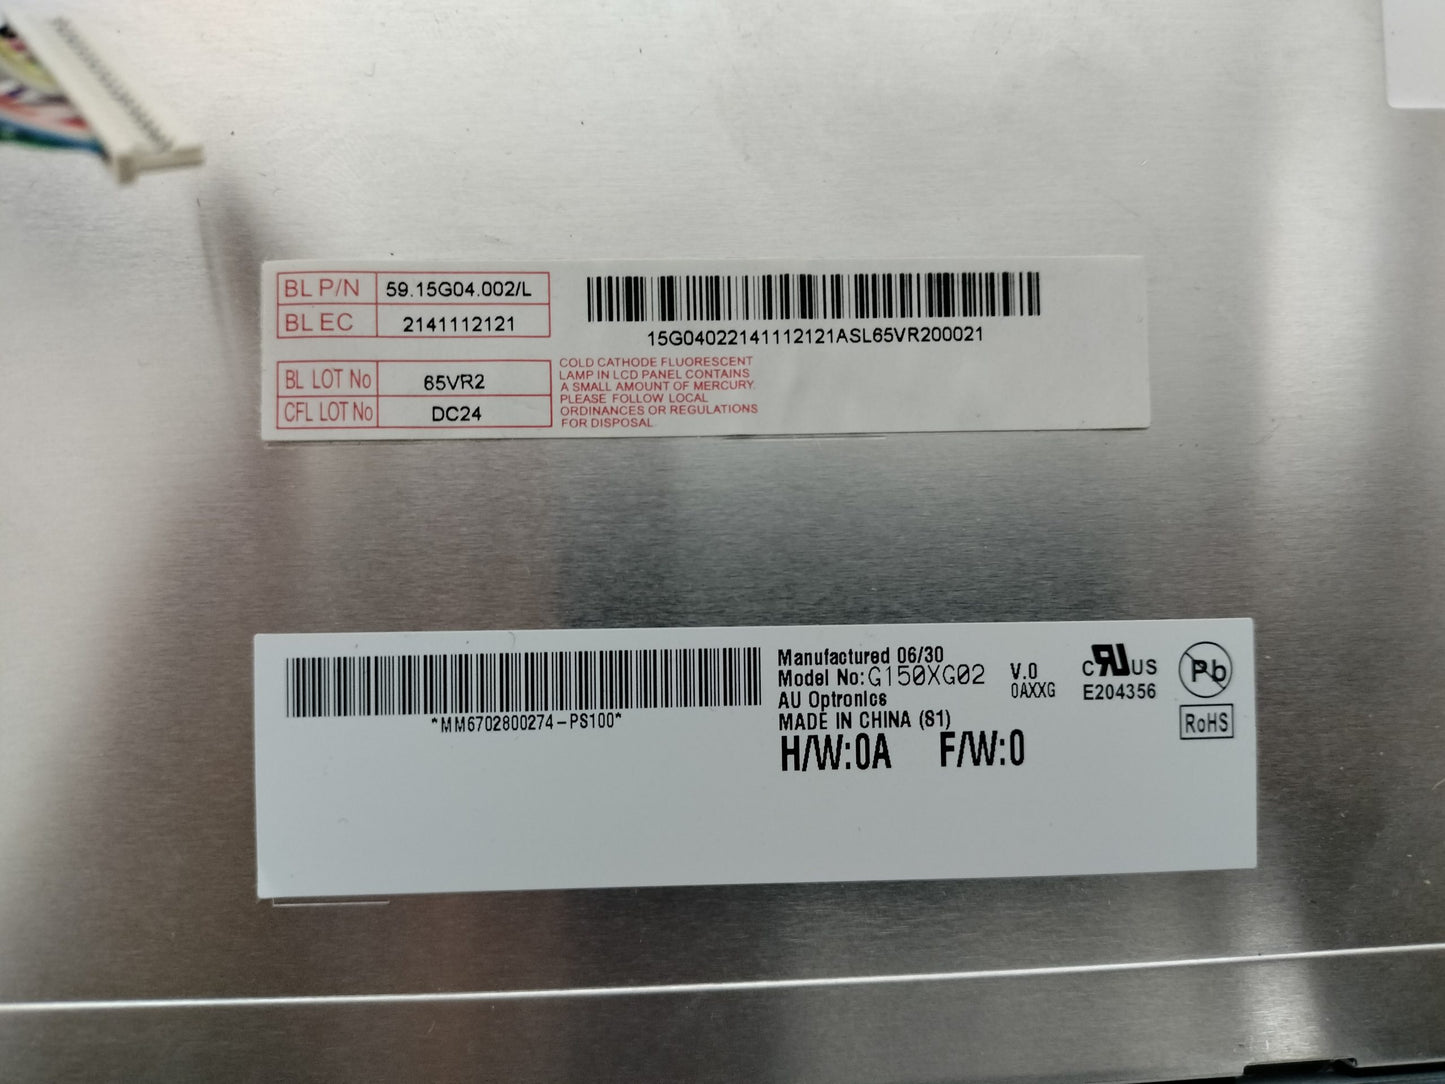 BL P/N 59.15G04.002/L
BL EC 2141112121
15G04022141112121ASL65VR200021
BL LOT No 65VR2
CFL LOT No DC24
COLD CATHODE FLUORESCENT
LAMP IN LCD PANEL CONTAINS
A SMALL AMOUNT OF MERCURY.
PLEASE FOLLOW LOCAL
ORDINANCES OR REGULATIONS
FOR DISPOSAL.
*MM6702800274-PS100*
Manufactured 06/30
Model No:G150XG02 V.0
0AXXG
AU Optronics
MADE IN CHINA (S1)
H/W:0A F/W:0
C RU US
E204356
Pb
RoHS